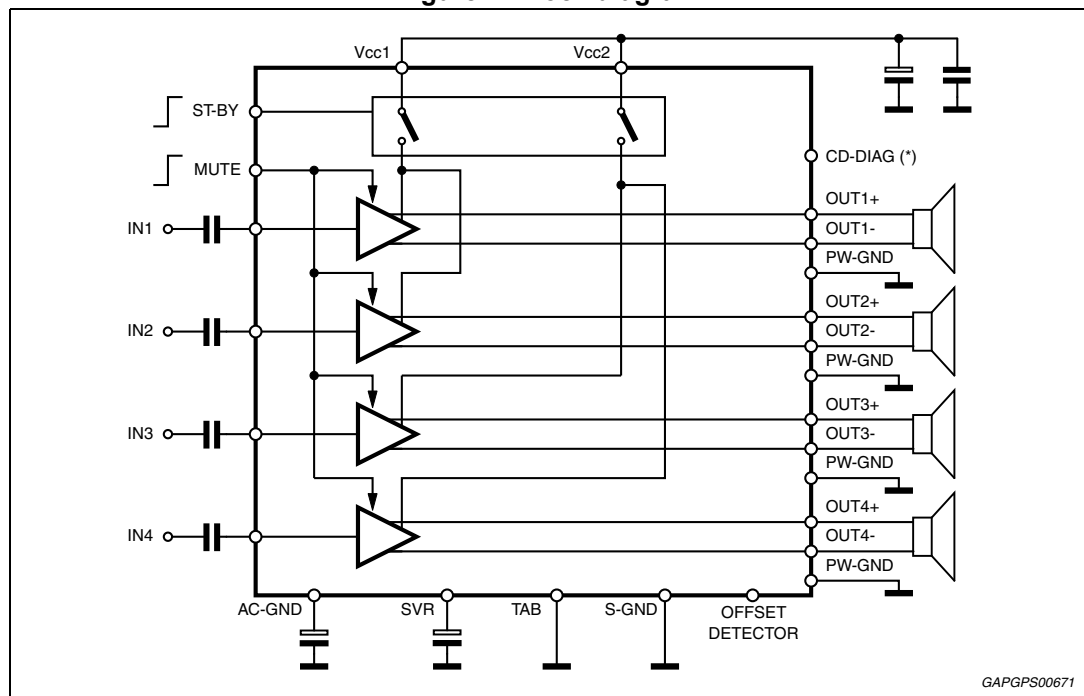 Vcc1
Vcc2
ST-BY
MUTE
CD-DIAG (*)
OUT1+
IN1
OUT1-
PW-GND
OUT2+
IN2
OUT2-
PW-GND
OUT3+
IN3
OUT3-
PW-GND
OUT4+
IN4
OUT4-
PW-GND
AC-GND
SVR
TAB
S-GND
OFFSET
DETECTOR
GAPGPS00671